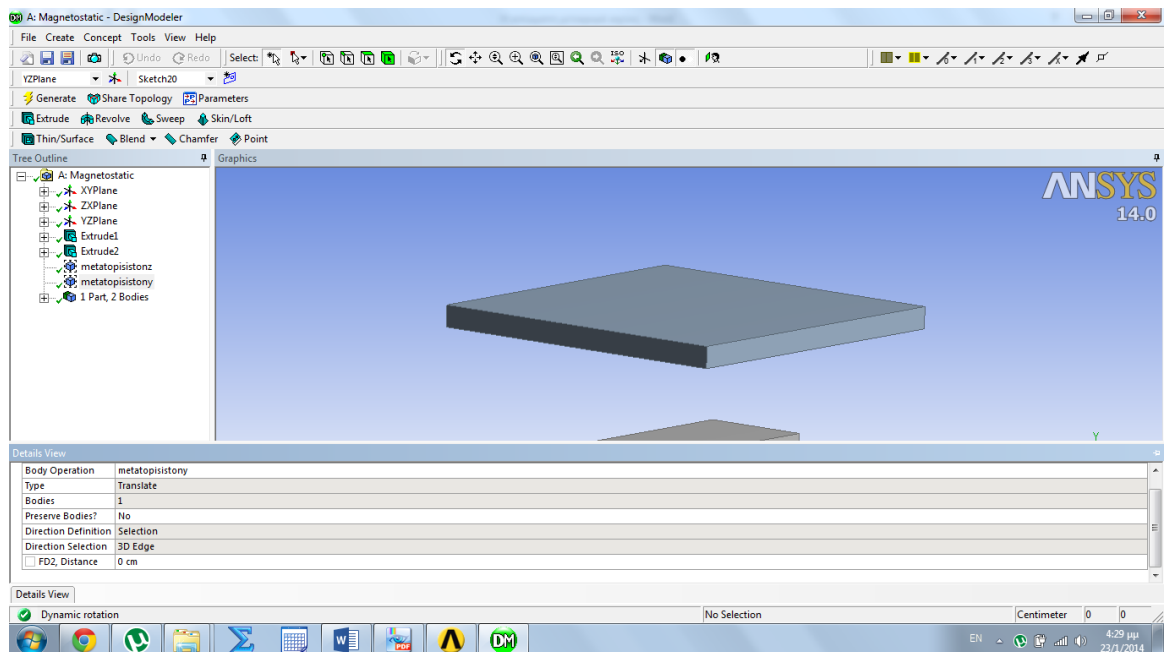 A: Magnetostatic - DesignModeler
File Create Concept Tools View Help
Undo Redo Select:
YZPlane Sketch20
Generate Share Topology Parameters
Extrude Revolve Sweep Skin/Loft
Thin/Surface Blend Chamfer Point
Tree Outline Graphics
A: Magnetostatic
XYPlane
ZXPlane
YZPlane
Extrude1
Extrude2
metatopisistonz
metatopisistony
1 Part, 2 Bodies
ANSYS
14.0
Y
Details View
Body Operation metatopisistony
Type Translate
Bodies 1
Preserve Bodies? No
Direction Definition Selection
Direction Selection 3D Edge
FD2, Distance 0 cm
Details View
Dynamic rotation No Selection Centimeter 0 0
EN 4:29 μμ
23/1/2014